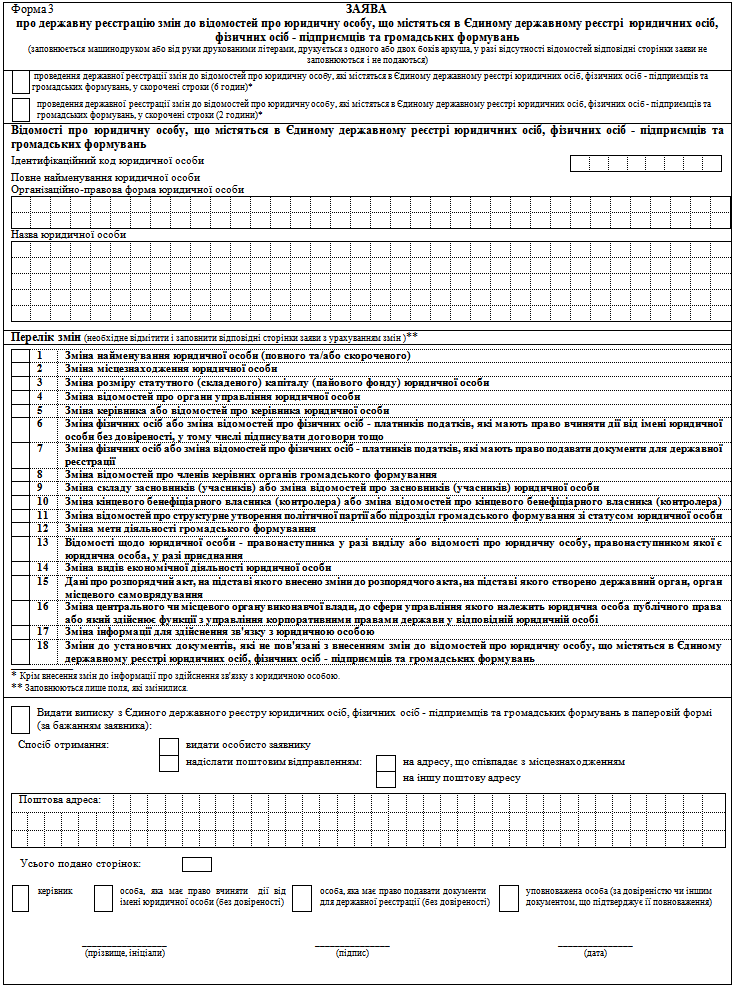 Форма 3
ЗАЯВА
про державну реєстрацію змін до відомостей про юридичну особу, що містяться в Єдиному державному реєстрі юридичних осіб,
фізичних осіб - підприємців та громадських формувань
(заповнюється машинодруком або від руки друкованими літерами, друкується з одного або двох боків аркуша, у разі відсутності відомостей відповідні сторінки заяви не
заповнюються і не подаються)
проведення державної реєстрації змін до відомостей про юридичну особу, які містяться в Єдиному державному реєстрі юридичних осіб, фізичних осіб - підприємців та
громадських формувань, у скорочені строки (6 годин)*
проведення державної реєстрації змін до відомостей про юридичну особу, які містяться в Єдиному державному реєстрі юридичних осіб, фізичних осіб - підприємців та
громадських формувань, у скорочені строки (2 години)*
Відомості про юридичну особу, що містяться в Єдиному державному реєстрі юридичних осіб, фізичних осіб - підприємців та
громадських формувань
Ідентифікаційний код юридичної особи
Повне найменування юридичної особи
Організаційно-правова форма юридичної особи
Назва юридичної особи
Перелік змін (необхідне відмітити і заповнити відповідні сторінки заяви з урахуванням змін )**
1 Зміна найменування юридичної особи (повного та/або скороченого)
2 Зміна місцезнаходження юридичної особи
3 Зміна розміру статутного (складеного) капіталу (пайового фонду) юридичної особи
4 Зміна відомостей про органи управління юридичної особи
5 Зміна керівника або відомостей про керівника юридичної особи
6 Зміна фізичних осіб або зміна відомостей про фізичних осіб - платників податків, які мають право вчиняти дії від імені юридичної
особи без довіреності, у тому числі підписувати договори тощо
7 Зміна фізичних осіб або зміна відомостей про фізичних осіб - платників податків, які мають право подавати документи для державної
реєстрації
8 Зміна відомостей про членів керівних органів громадського формування
9 Зміна складу засновників (учасників) або зміна відомостей про засновників (учасників) юридичної особи
10 Зміна кінцевого бенефіціарного власника (контролера) або зміна відомостей про кінцевого бенефіціарного власника (контролера)
11 Зміна відомостей про структурне утворення політичної партії або підрозділ громадського формування зі статусом юридичної особи
12 Зміна мети діяльності громадського формування
13 Відомості щодо юридичної особи - правонаступника у разі виділу або відомості про юридичну особу, правонаступником якої є
юридична особа, у разі приєднання
14 Зміна видів економічної діяльності юридичної особи
15 Дані про розпорядчий акт, на підставі якого внесено зміни до розпорядчого акта, на підставі якого створено державний орган, орган
місцевого самоврядування
16 Зміна центрального чи місцевого органу виконавчої влади, до сфери управління якого належить юридична особа публічного права
або який здійснює функції з управління корпоративними правами держави у відповідній юридичній особі
17 Зміна інформації для здійснення зв'язку з юридичною особою
18 Зміни до установчих документів, які не пов'язані з внесенням змін до відомостей про юридичну особу, що містяться в Єдиному
державному реєстрі юридичних осіб, фізичних осіб - підприємців та громадських формувань
* Крім внесення змін до інформації про здійснення зв'язку з юридичною особою.
** Заповнюються лише поля, які змінилися.
Видати виписку з Єдиного державного реєстру юридичних осіб, фізичних осіб - підприємців та громадських формувань в паперовій формі
(за бажанням заявника):
Спосіб отримання: видати особисто заявнику
надіслати поштовим відправленням: на адресу, що співпадає з місцезнаходженням
на іншу поштову адресу
Поштова адреса:
Усього подано сторінок:
керівник особа, яка має право вчиняти дії від особа, яка має право подавати документи уповноважена особа (за довіреністю чи іншим
імені юридичної особи (без довіреності) для державної реєстрації (без довіреності) документом, що підтверджує її повноваження)
(прізвище, ініціали) (підпис) (дата)